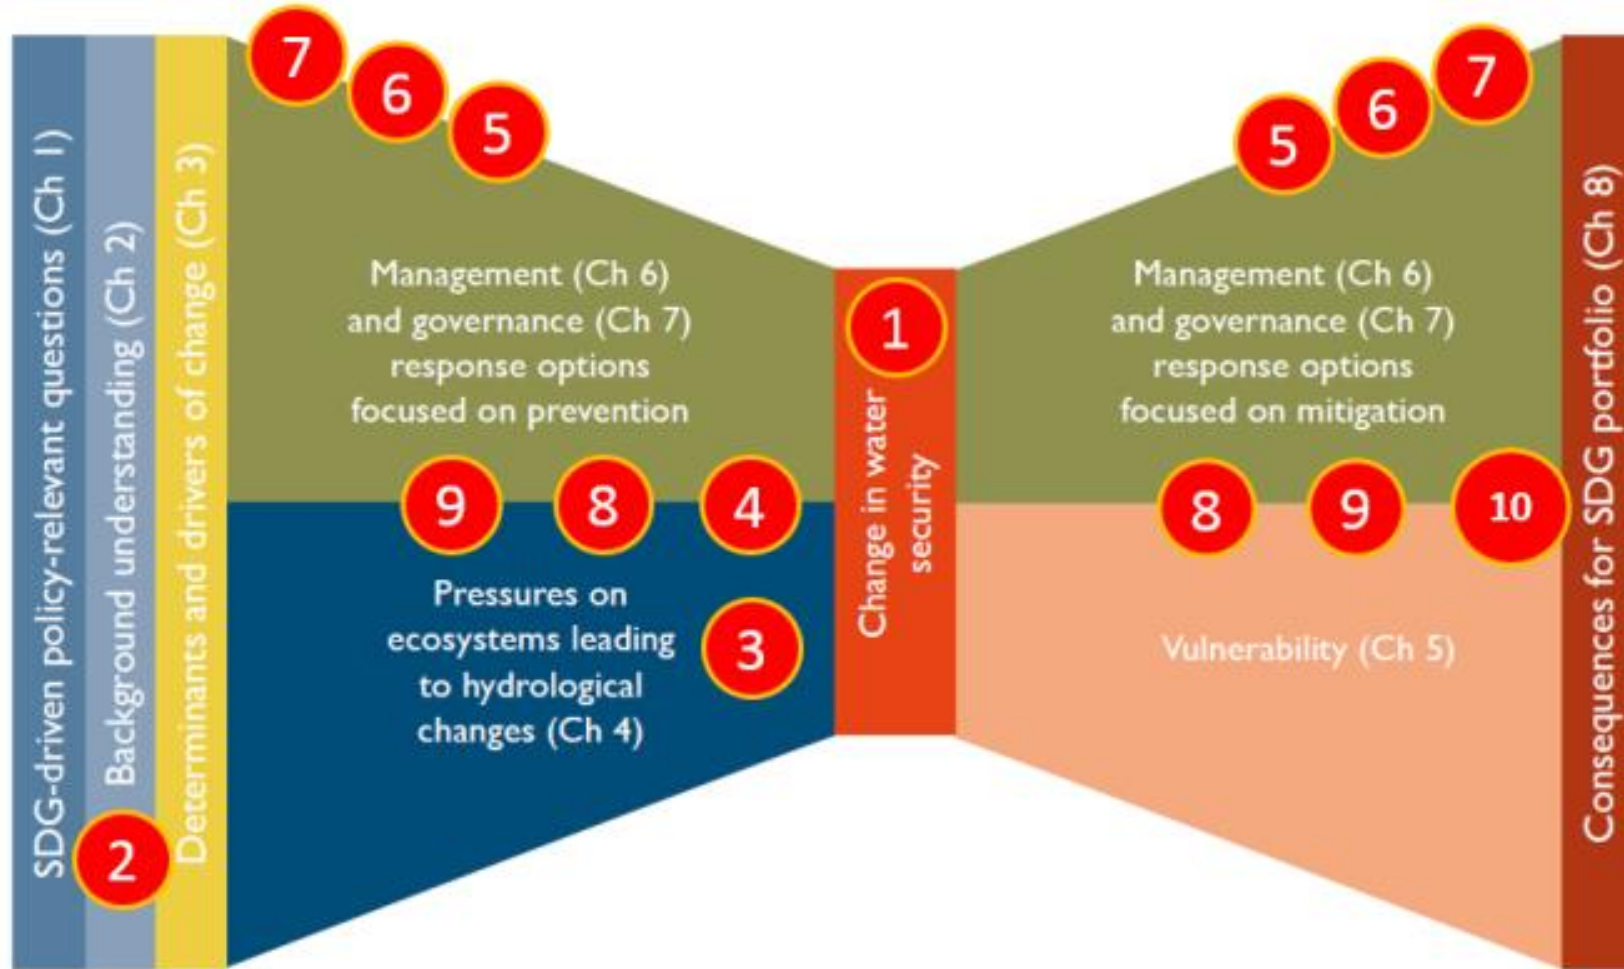 SDG-driven policy-relevant questions (Ch 1)
Background understanding (Ch 2)
2
Determinants and drivers of change (Ch 3)
7
6
5
Management (Ch 6)
and governance (Ch 7)
response options
focused on prevention
9
8
4
Pressures on
ecosystems leading
to hydrological
changes (Ch 4)
3
1
Change in water
security
5
6
7
Management (Ch 6)
and governance (Ch 7)
response options
focused on mitigation
8
9
10
Vulnerability (Ch 5)
Consequences for SDG portfolio (Ch 8)